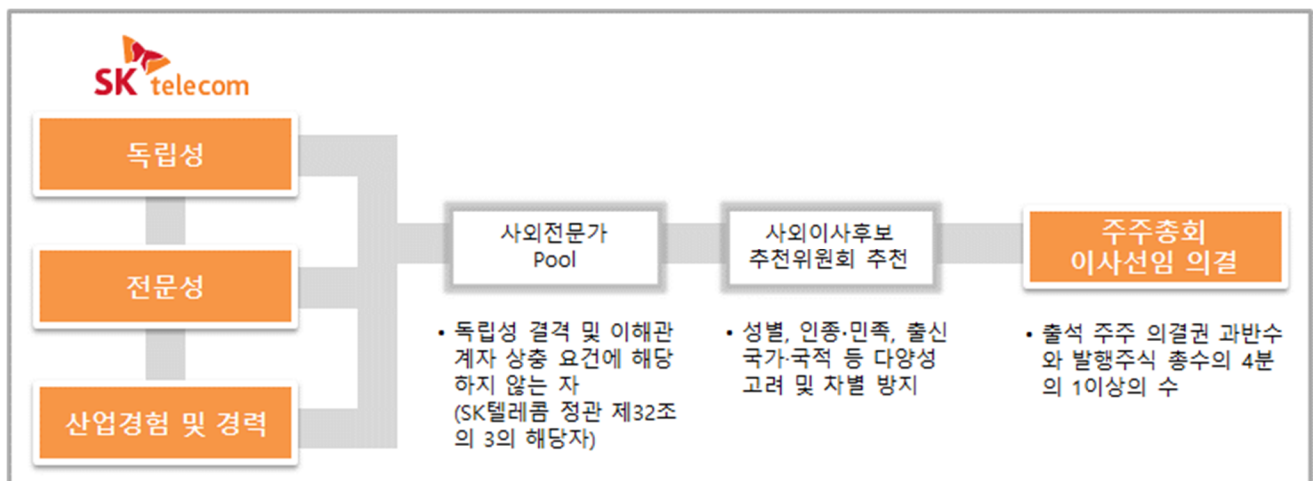 SK telecom
독립성
전문성
산업경험 및 경력
사외전문가
Pool
• 독립성 결격 및 이해관
계자 상충 요건에 해당
하지 않는 자
(SK텔레콤 정관 제32조
의 3의 해당자)
사외이사후보
추천위원회 추천
• 성별, 인종·민족, 출신
국가·국적 등 다양성
고려 및 차별 방지
주주총회
이사선임 의결
• 출석 주주 의결권 과반수
와 발행주식 총수의 4분
의 1이상의 수